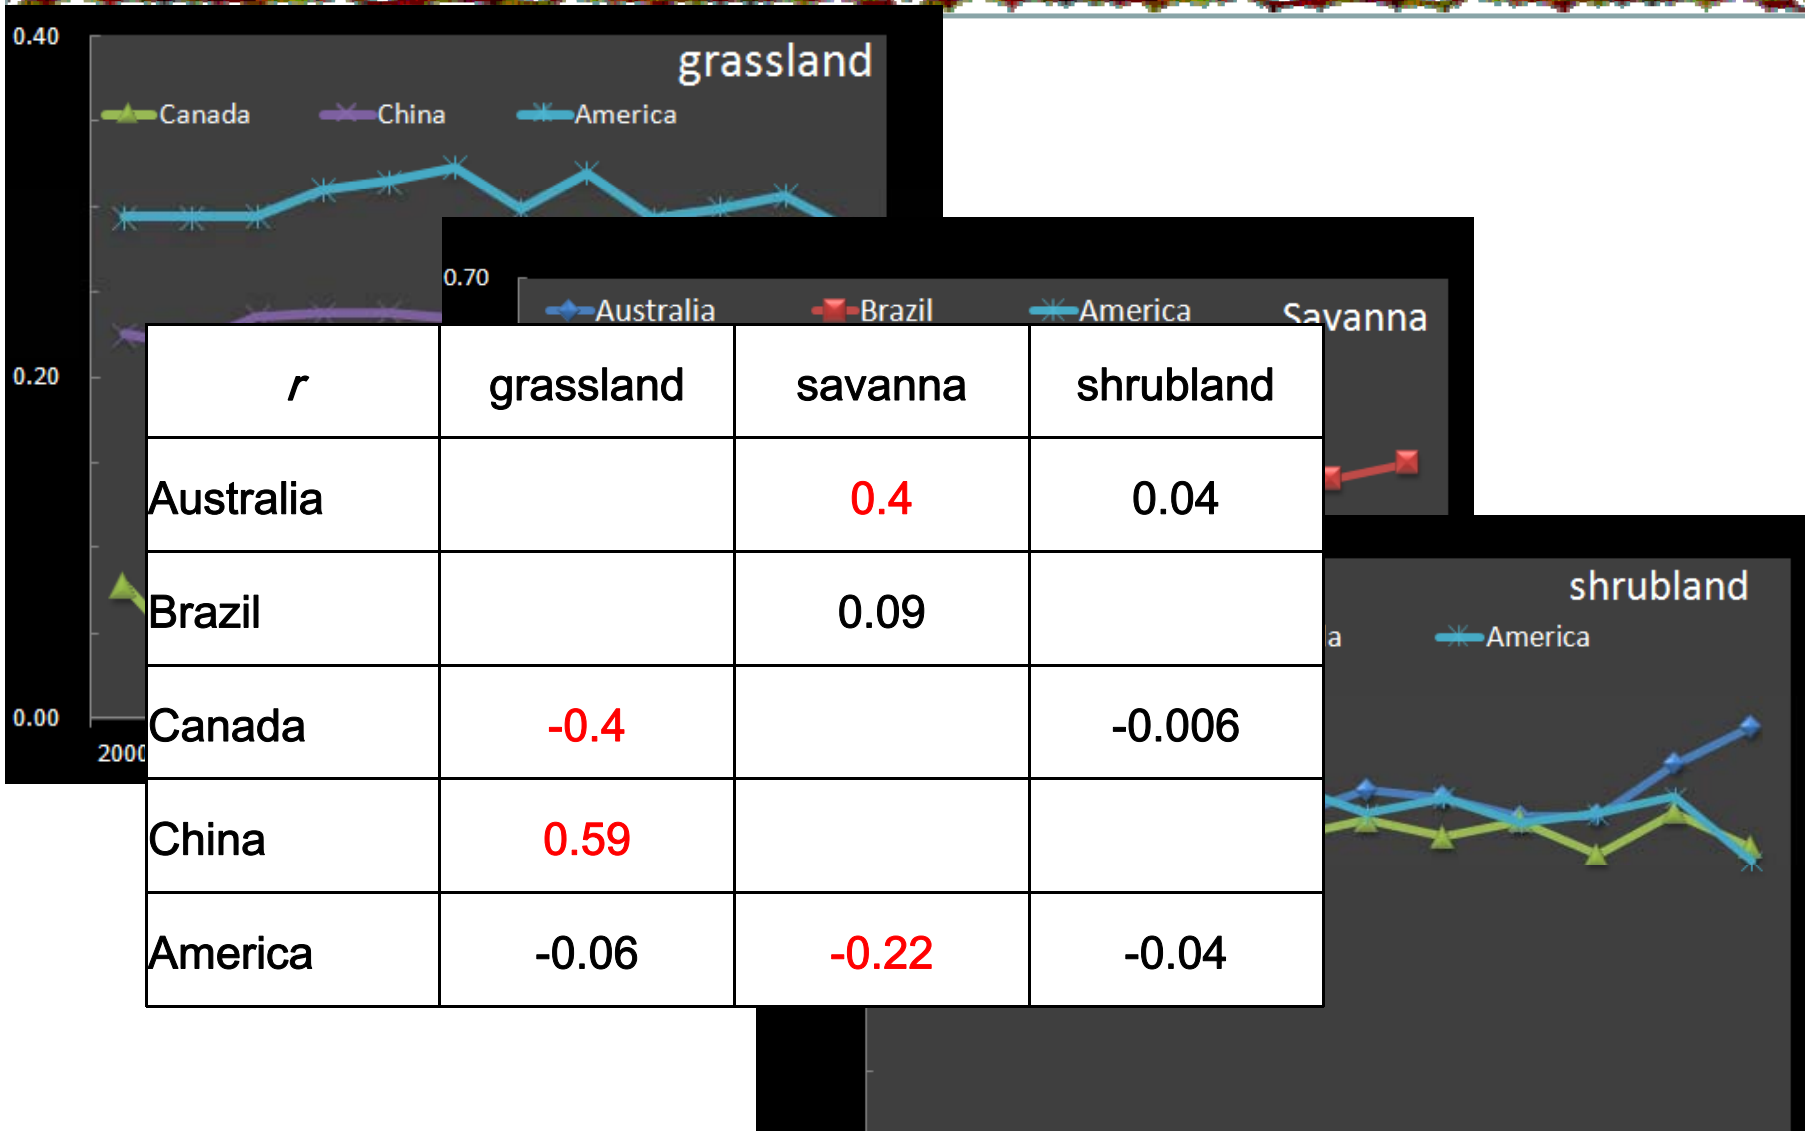 0.40
grassland
Canada China America
0.20
0.00
2000
0.70
Australia Brazil America
Savanna
shrubland
America
r grassland savanna shrubland
Australia 0.4 0.04
Brazil 0.09
Canada -0.4 -0.006
China 0.59
America -0.06 -0.22 -0.04